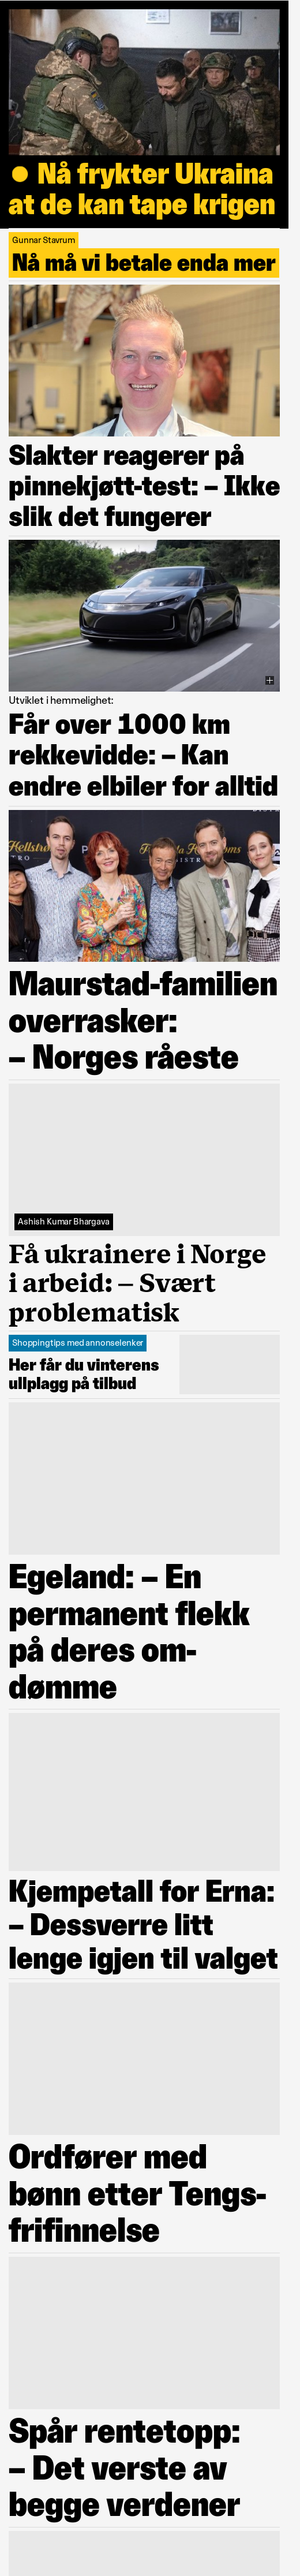 ● Nå frykter Ukraina
at de kan tape krigen
Gunnar Stavrum
Nå må vi betale enda mer
Slakter reagerer på
pinnekjøtt-test: – Ikke
slik det fungerer
Utviklet i hemmelighet:
Får over 1000 km
rekkevidde: – Kan
endre elbiler for alltid
Maurstad-familien
overrasker:
– Norges råeste
Ashish Kumar Bhargava
Få ukrainere i Norge
i arbeid: – Svært
problematisk
Shoppingtips med annonselenker
Her får du vinterens
ullplagg på tilbud
Egeland: – En
permanent flekk
på deres om-
dømme
Kjempetall for Erna:
– Dessverre litt
lenge igjen til valget
Ordfører med
bønn etter Tengs-
frifinnelse
Spår rentetopp:
– Det verste av
begge verdener